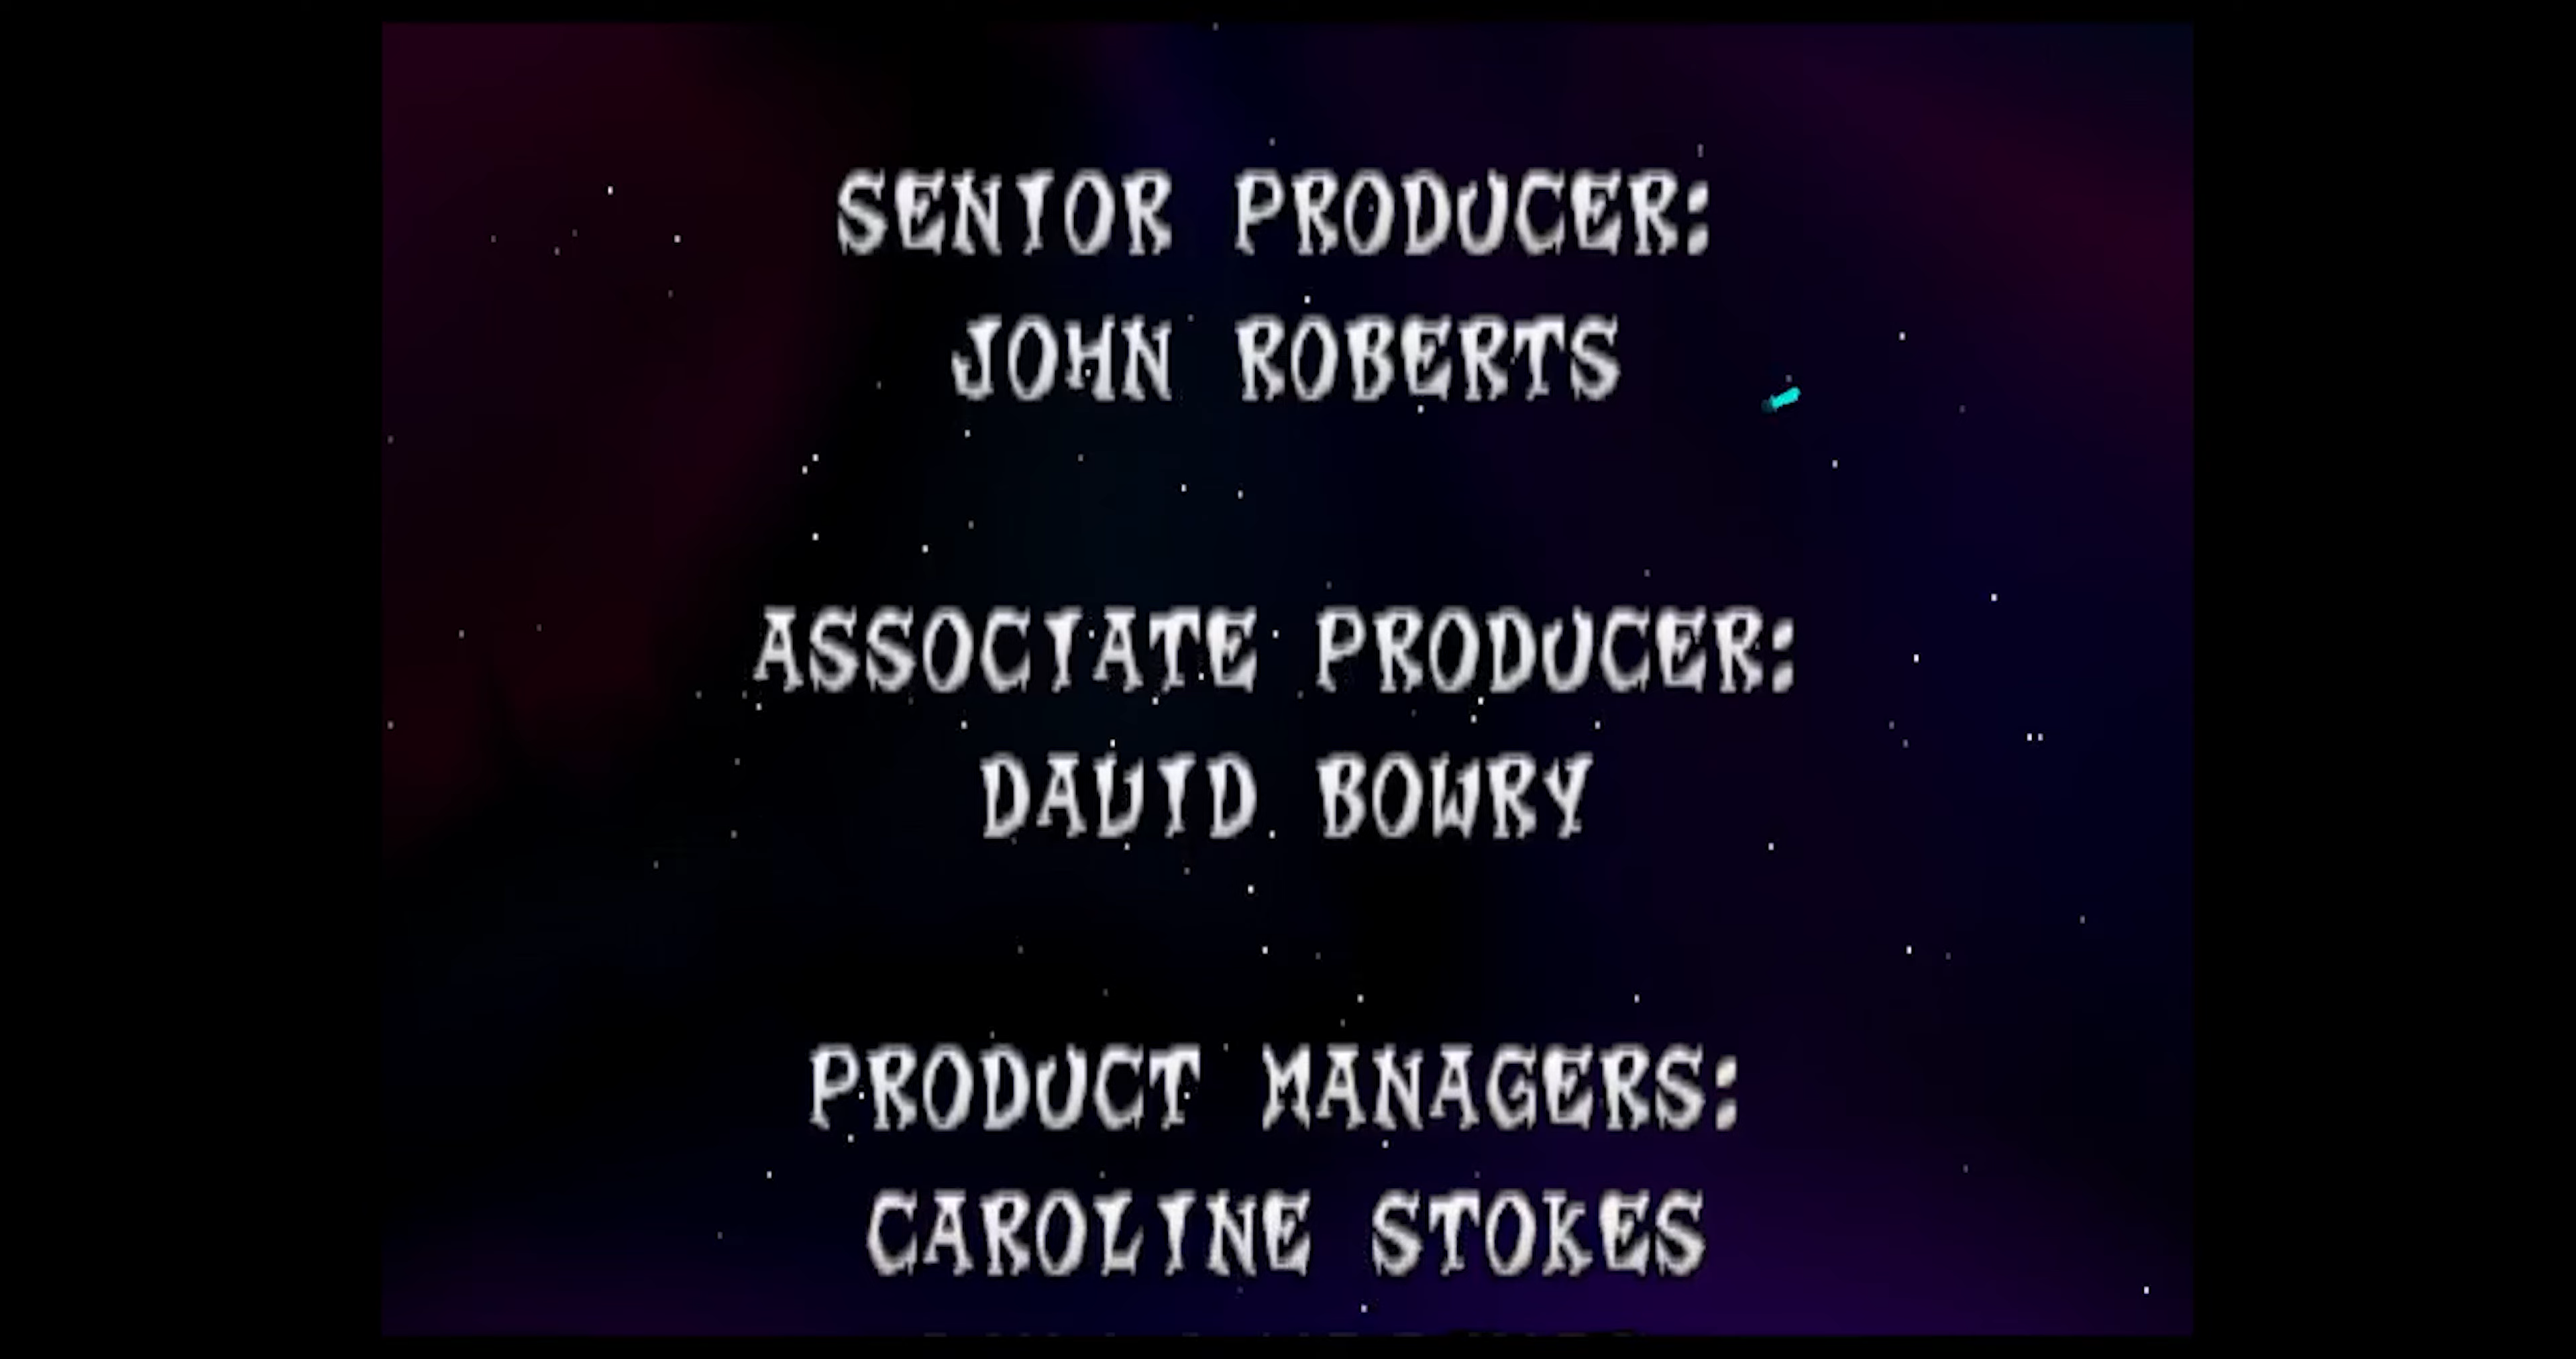 SENIOR PRODUCER:
JOHN ROBERTS
ASSOCIATE PRODUCER:
DAVID BOWRY
PRODUCT MANAGERS:
CAROLINE STOKES